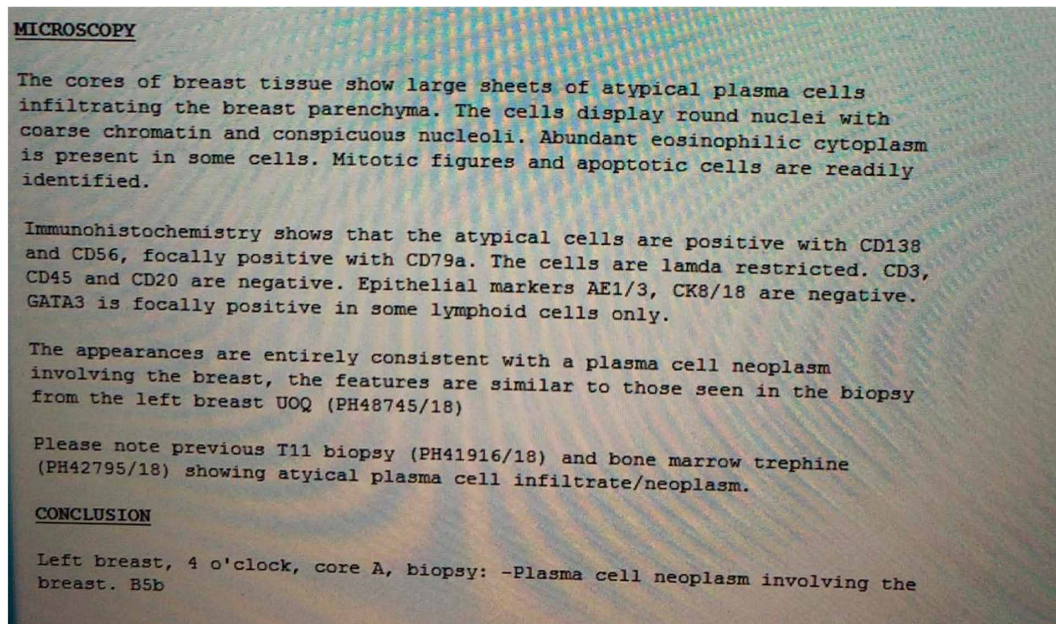 MICROSCOPY
The cores of breast tissue show large sheets of atypical plasma cells
infiltrating the breast parenchyma. The cells display round nuclei with
coarse chromatin and conspicuous nucleoli. Abundant eosinophilic cytoplasm
is present in some cells. Mitotic figures and apoptotic cells are readily
identified.
Immunohistochemistry shows that the atypical cells are positive with CD138
and CD56, focally positive with CD79a. The cells are lamda restricted. CD3,
CD45 and CD20 are negative. Epithelial markers AE1/3, CK8/18 are negative.
GATA3 is focally positive in some lymphoid cells only.
The appearances are entirely consistent with a plasma cell neoplasm
involving the breast, the features are similar to those seen in the biopsy
from the left breast UOQ (PH48745/18)
Please note previous T11 biopsy (PH41916/18) and bone marrow trephine
(PH42795/18) showing atyical plasma cell infiltrate/neoplasm.
CONCLUSION
Left breast, 4 o'clock, core A, biopsy: -Plasma cell neoplasm involving the
breast. B5b